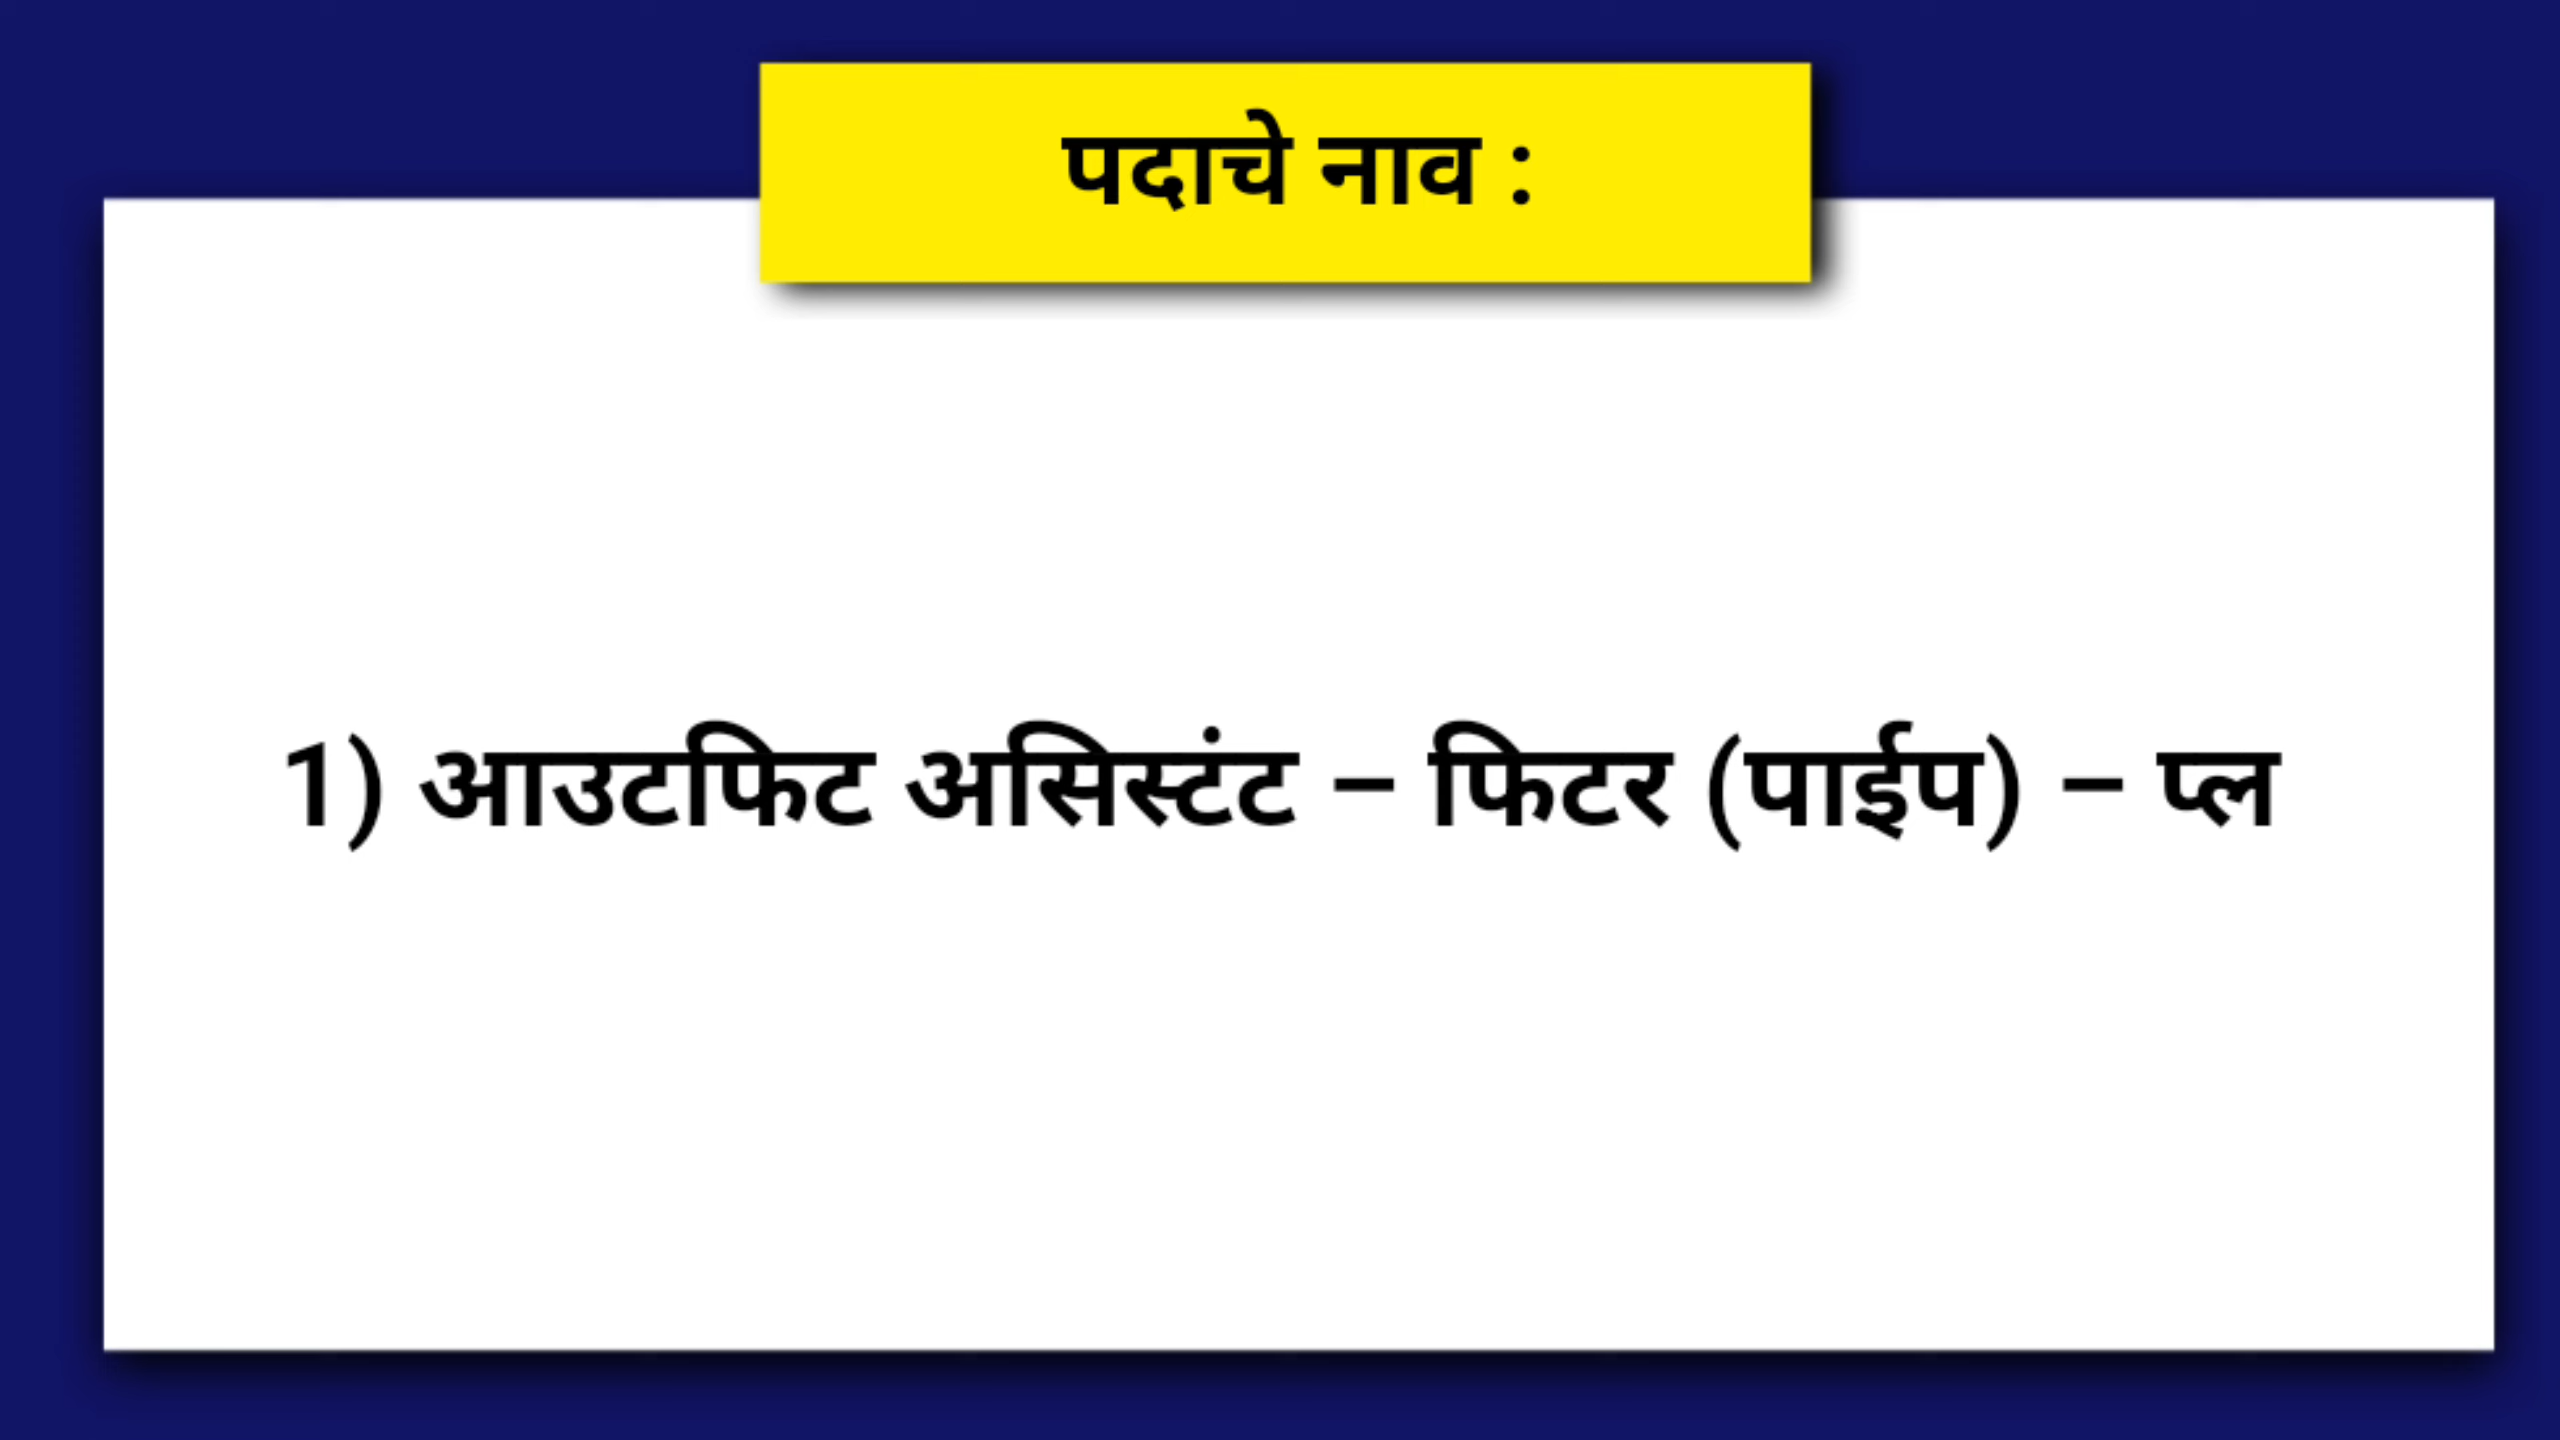 पदाचे नाव :
1) आउटफिट असिस्टंट – फिटर (पाईप) – प्ल